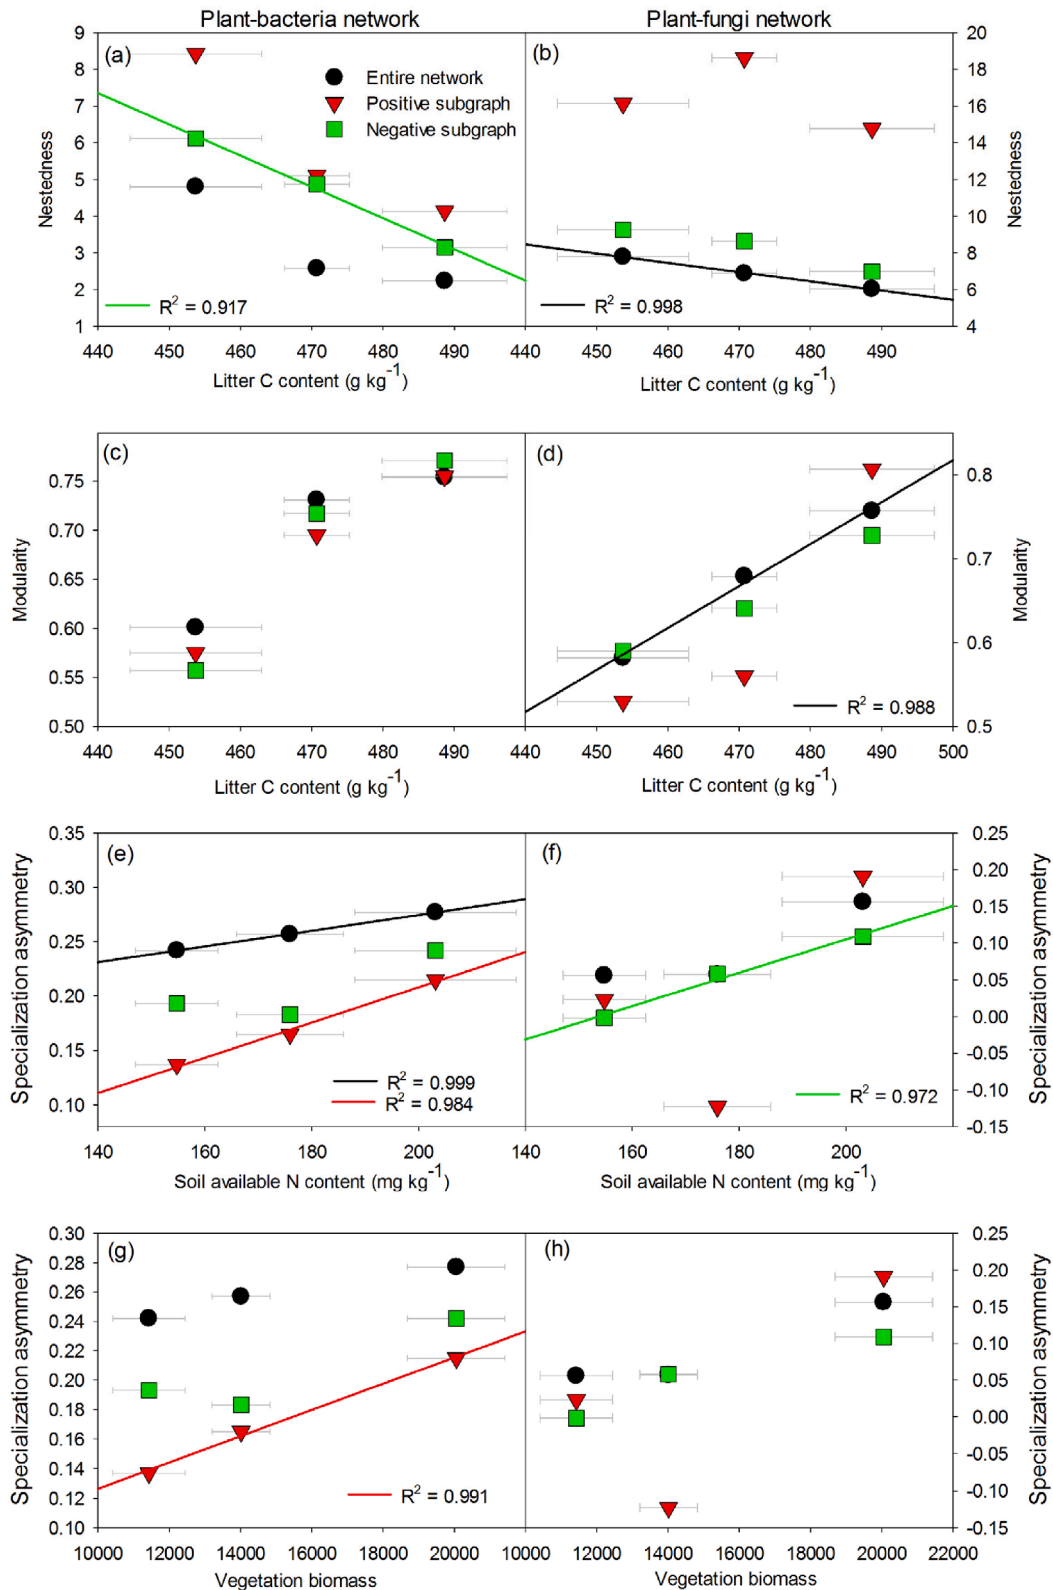 Plant-bacteria network
Plant-fungi network
9
8
7
6
5
4
3
2
1
Nestedness
(a)
Entire network
Positive subgraph
Negative subgraph
R² = 0.917
440 450 460 470 480 490
Litter C content (g kg⁻¹)
(b)
R² = 0.998
20
18
16
14
12
10
8
6
4
Nestedness
440 450 460 470 480 490
Litter C content (g kg⁻¹)
(c)
0.75
0.70
0.65
0.60
0.55
0.50
Modularity
440 450 460 470 480 490
Litter C content (g kg⁻¹)
(d)
R² = 0.988
0.8
0.7
0.6
0.5
Modularity
440 450 460 470 480 490 500
Litter C content (g kg⁻¹)
(e)
0.35
0.30
0.25
0.20
0.15
0.10
Specialization asymmetry
R² = 0.999
R² = 0.984
140 160 180 200
Soil available N content (mg kg⁻¹)
(f)
R² = 0.972
0.25
0.20
0.15
0.10
0.05
0.00
-0.05
-0.10
-0.15
Specialization asymmetry
140 160 180 200
Soil available N content (mg kg⁻¹)
(g)
0.30
0.28
0.26
0.24
0.22
0.20
0.18
0.16
0.14
0.12
0.10
Specialization asymmetry
R² = 0.991
10000 12000 14000 16000 18000 20000
Vegetation biomass
(h)
0.25
0.20
0.15
0.10
0.05
0.00
-0.05
-0.10
-0.15
Specialization asymmetry
10000 12000 14000 16000 18000 20000 22000
Vegetation biomass